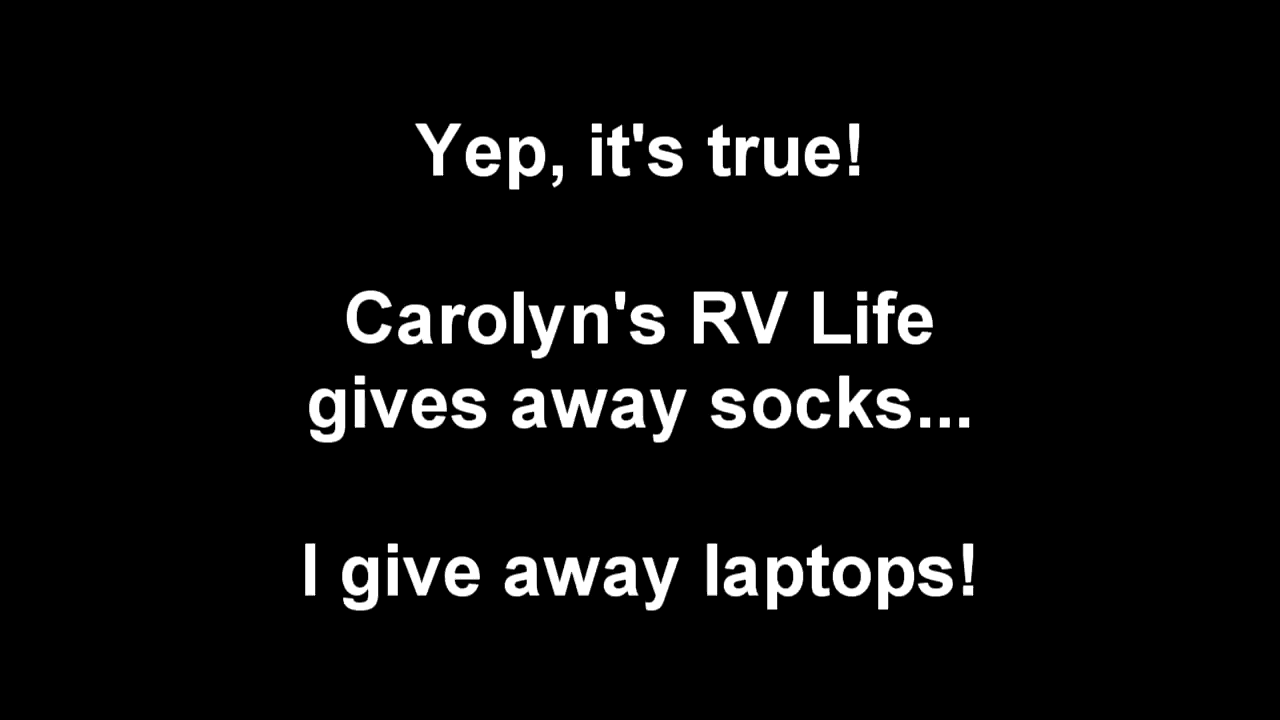 Yep, it's true!
Carolyn's RV Life
gives away socks...
I give away laptops!